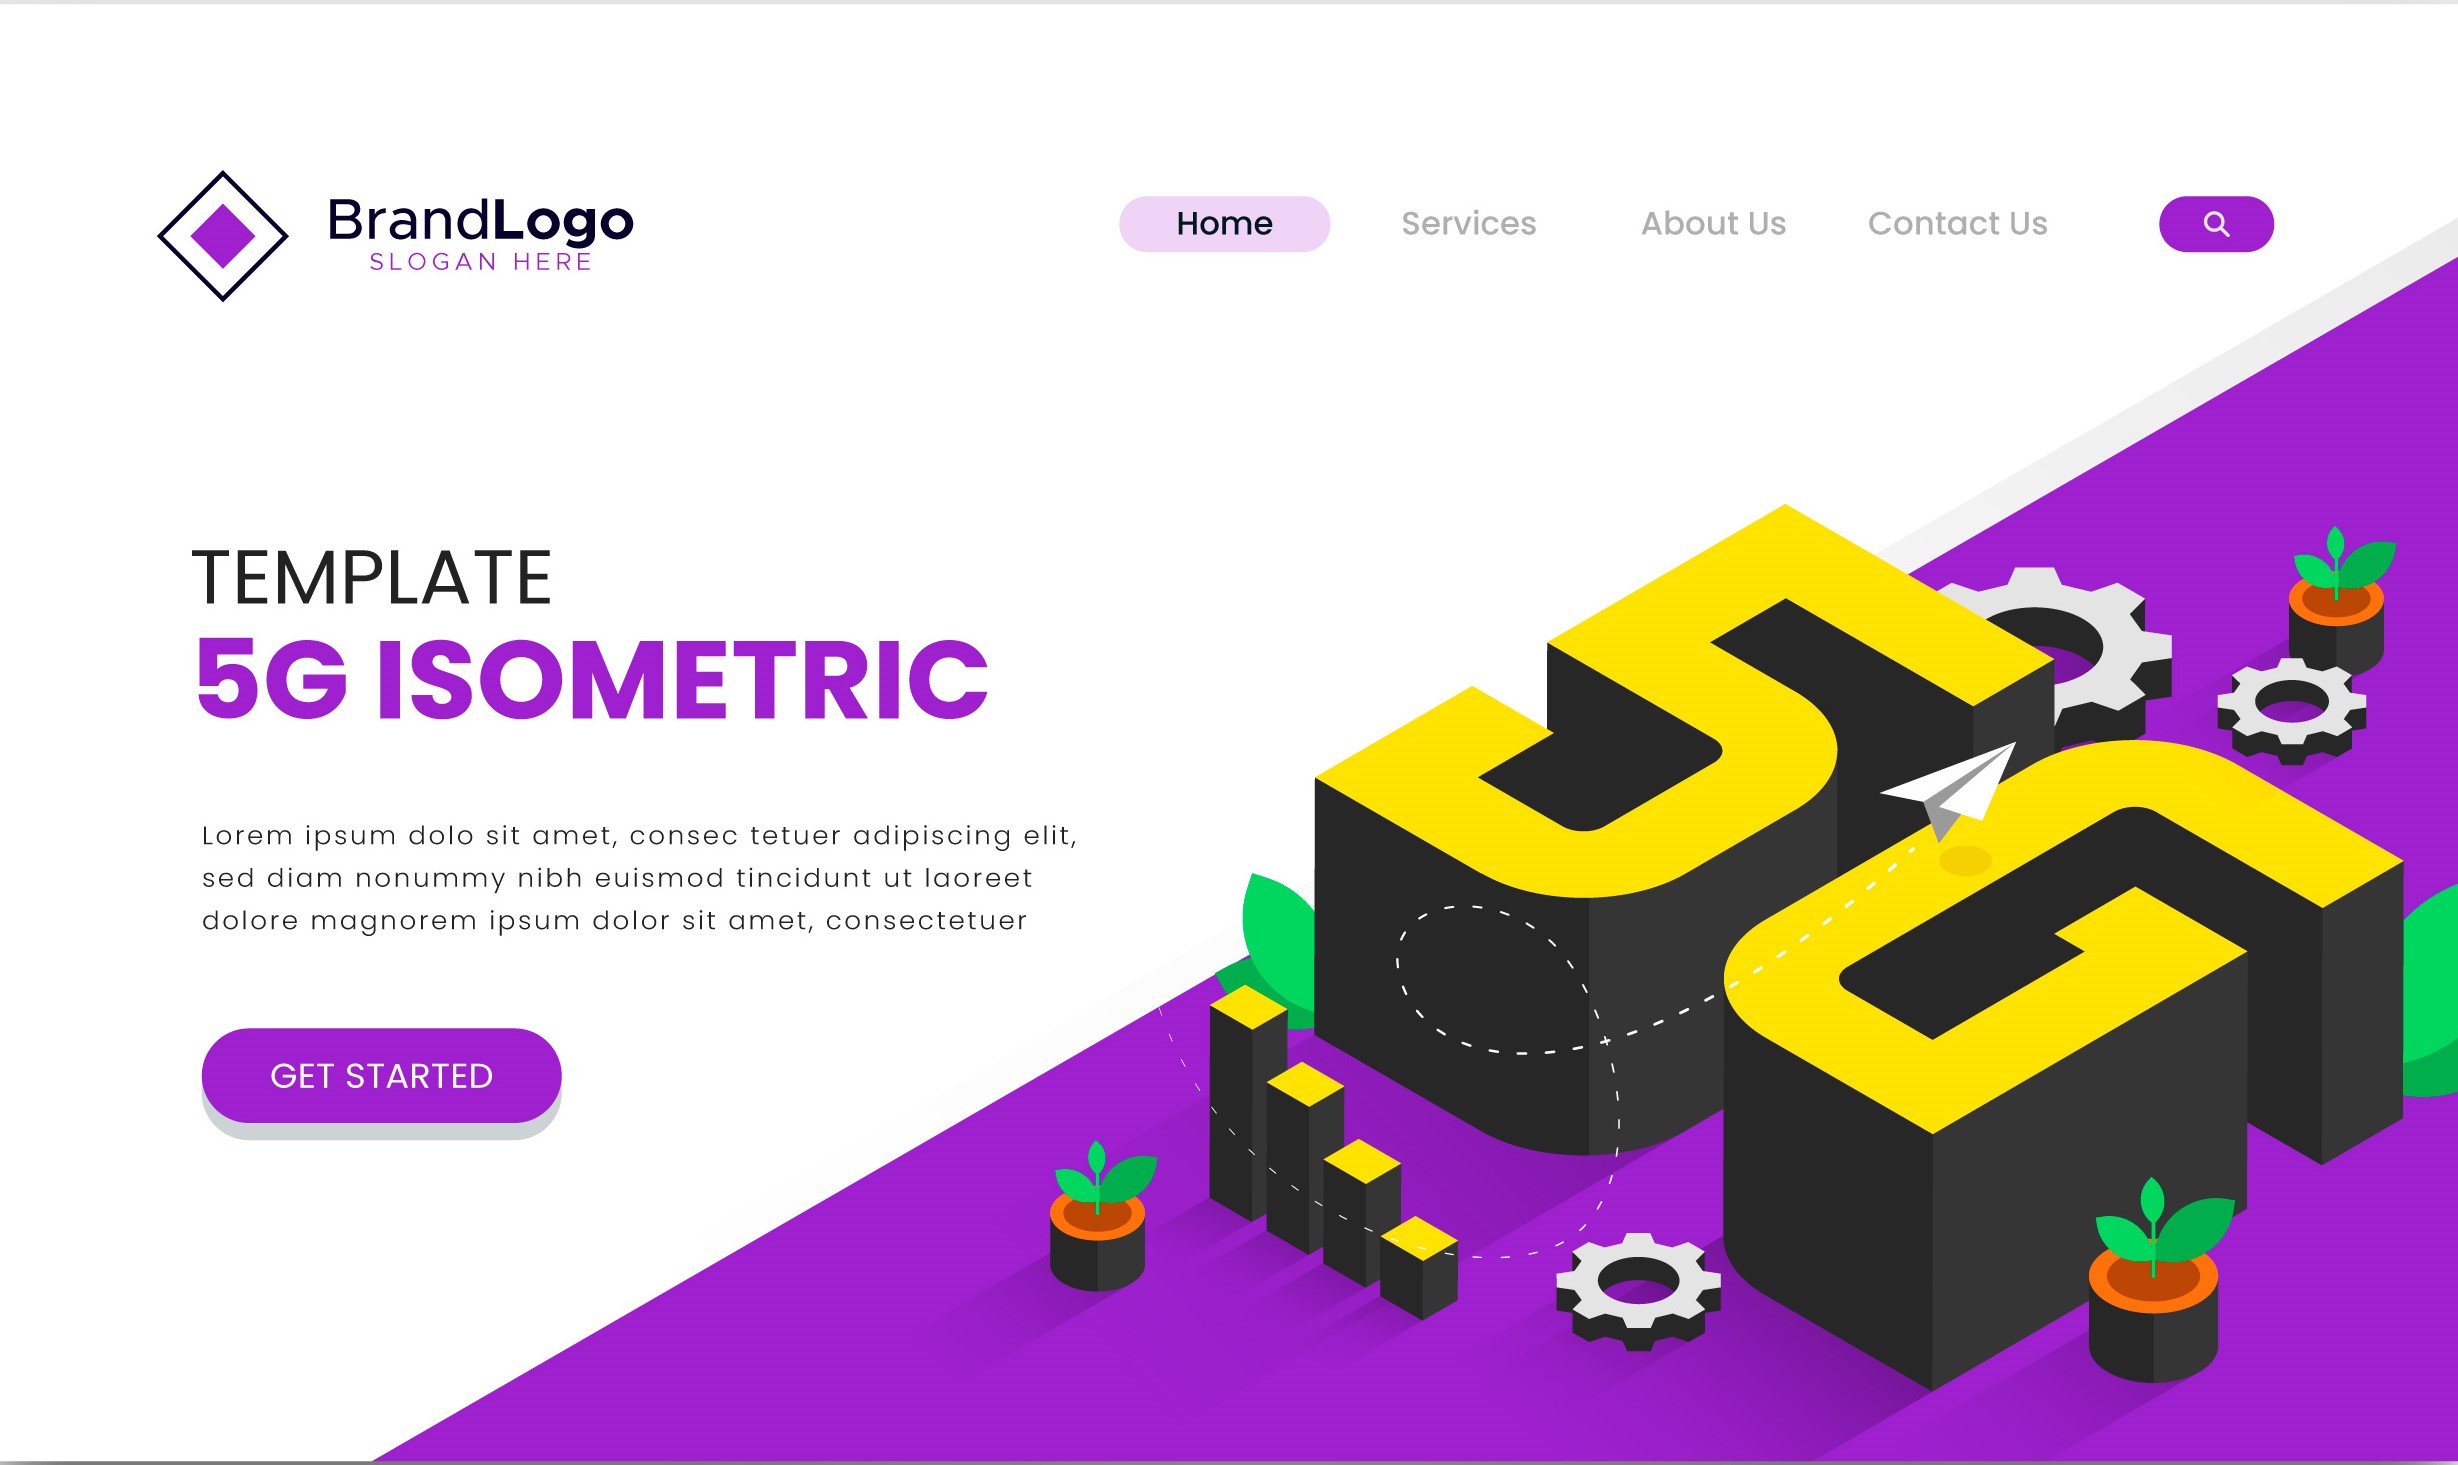 BrandLogo
SLOGAN HERE
Home Services About Us Contact Us
TEMPLATE
5G ISOMETRIC
Lorem ipsum dolo sit amet, consec tetuer adipiscing elit,
sed diam nonummy nibh euismod tincidunt ut laoreet
dolore magnorem ipsum dolor sit amet, consectetuer
GET STARTED
5G